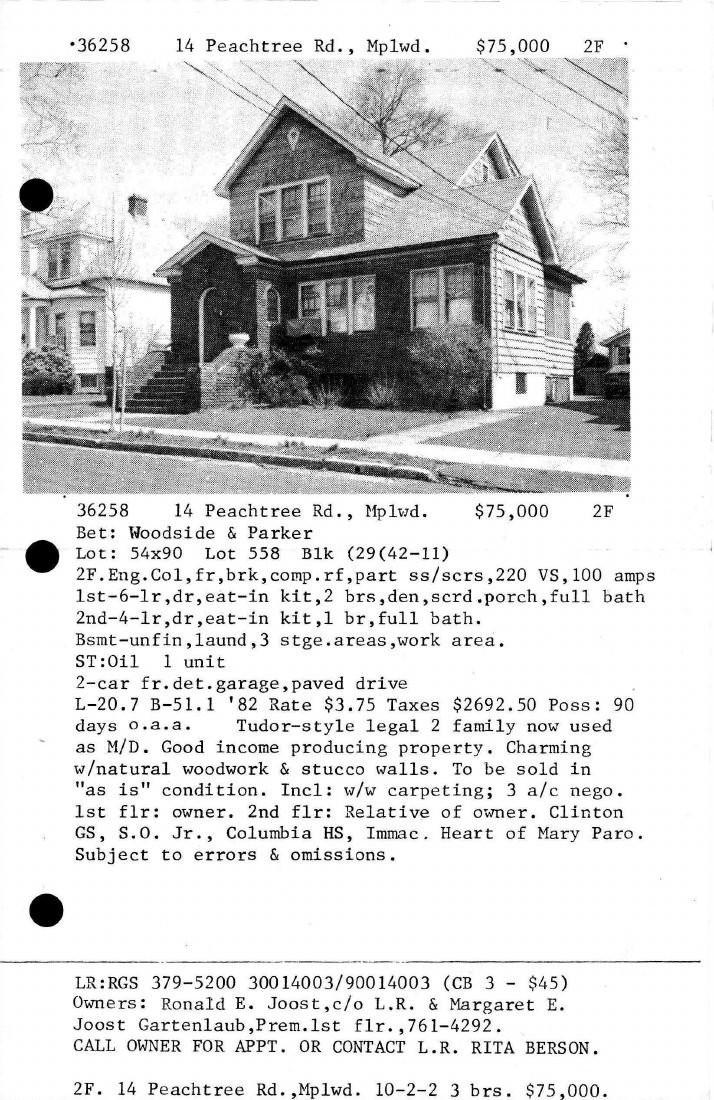 36258 14 Peachtree Rd., Mplwd. $75,000 2F
36258 14 Peachtree Rd., Mplwd. $75,000 2F
Bet: Woodside & Parker
Lot: 54x90 Lot 558 Blk (29(42-11)
2F.Eng.Col,fr,brk,comp.rf,part ss/scrs,220 VS,100 amps
1st-6-lr,dr,eat-in kit,2 brs,den,scrd.porch,full bath
2nd-4-lr,dr,eat-in kit,1 br,full bath.
Bsmt-unfin,laund,3 stge.areas,work area.
ST:Oil 1 unit
2-car fr.det.garage,paved drive
L-20.7 B-51.1 '82 Rate $3.75 Taxes $2692.50 Poss: 90
days o.a.a. Tudor-style legal 2 family now used
as M/D. Good income producing property. Charming
w/natural woodwork & stucco walls. To be sold in
"as is" condition. Incl: w/w carpeting; 3 a/c nego.
1st flr: owner. 2nd flr: Relative of owner. Clinton
GS, S.O. Jr., Columbia HS, Immac. Heart of Mary Paro.
Subject to errors & omissions.
LR:RGS 379-5200 30014003/90014003 (CB 3 - $45)
Owners: Ronald E. Joost,c/o L.R. & Margaret E.
Joost Gartenlaub,Prem.1st flr.,761-4292.
CALL OWNER FOR APPT. OR CONTACT L.R. RITA BERSON.
2F. 14 Peachtree Rd.,Mplwd. 10-2-2 3 brs. $75,000.